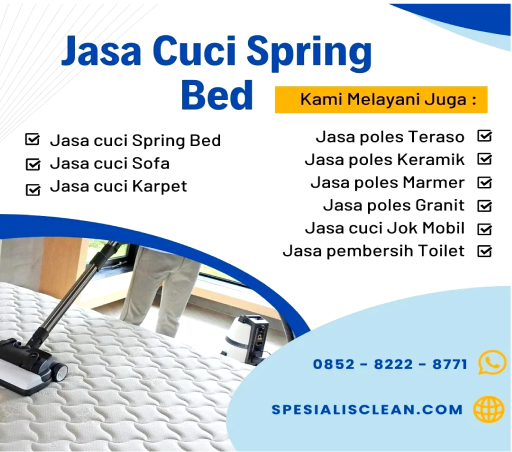 Jasa Cuci Spring
Bed
Kami Melayani Juga :
Jasa cuci Spring Bed
Jasa cuci Sofa
Jasa cuci Karpet
Jasa poles Teraso
Jasa poles Keramik
Jasa poles Marmer
Jasa poles Granit
Jasa cuci Jok Mobil
Jasa pembersih Toilet
0852 - 8222 - 8771
SPESIALISCLEAN.COM